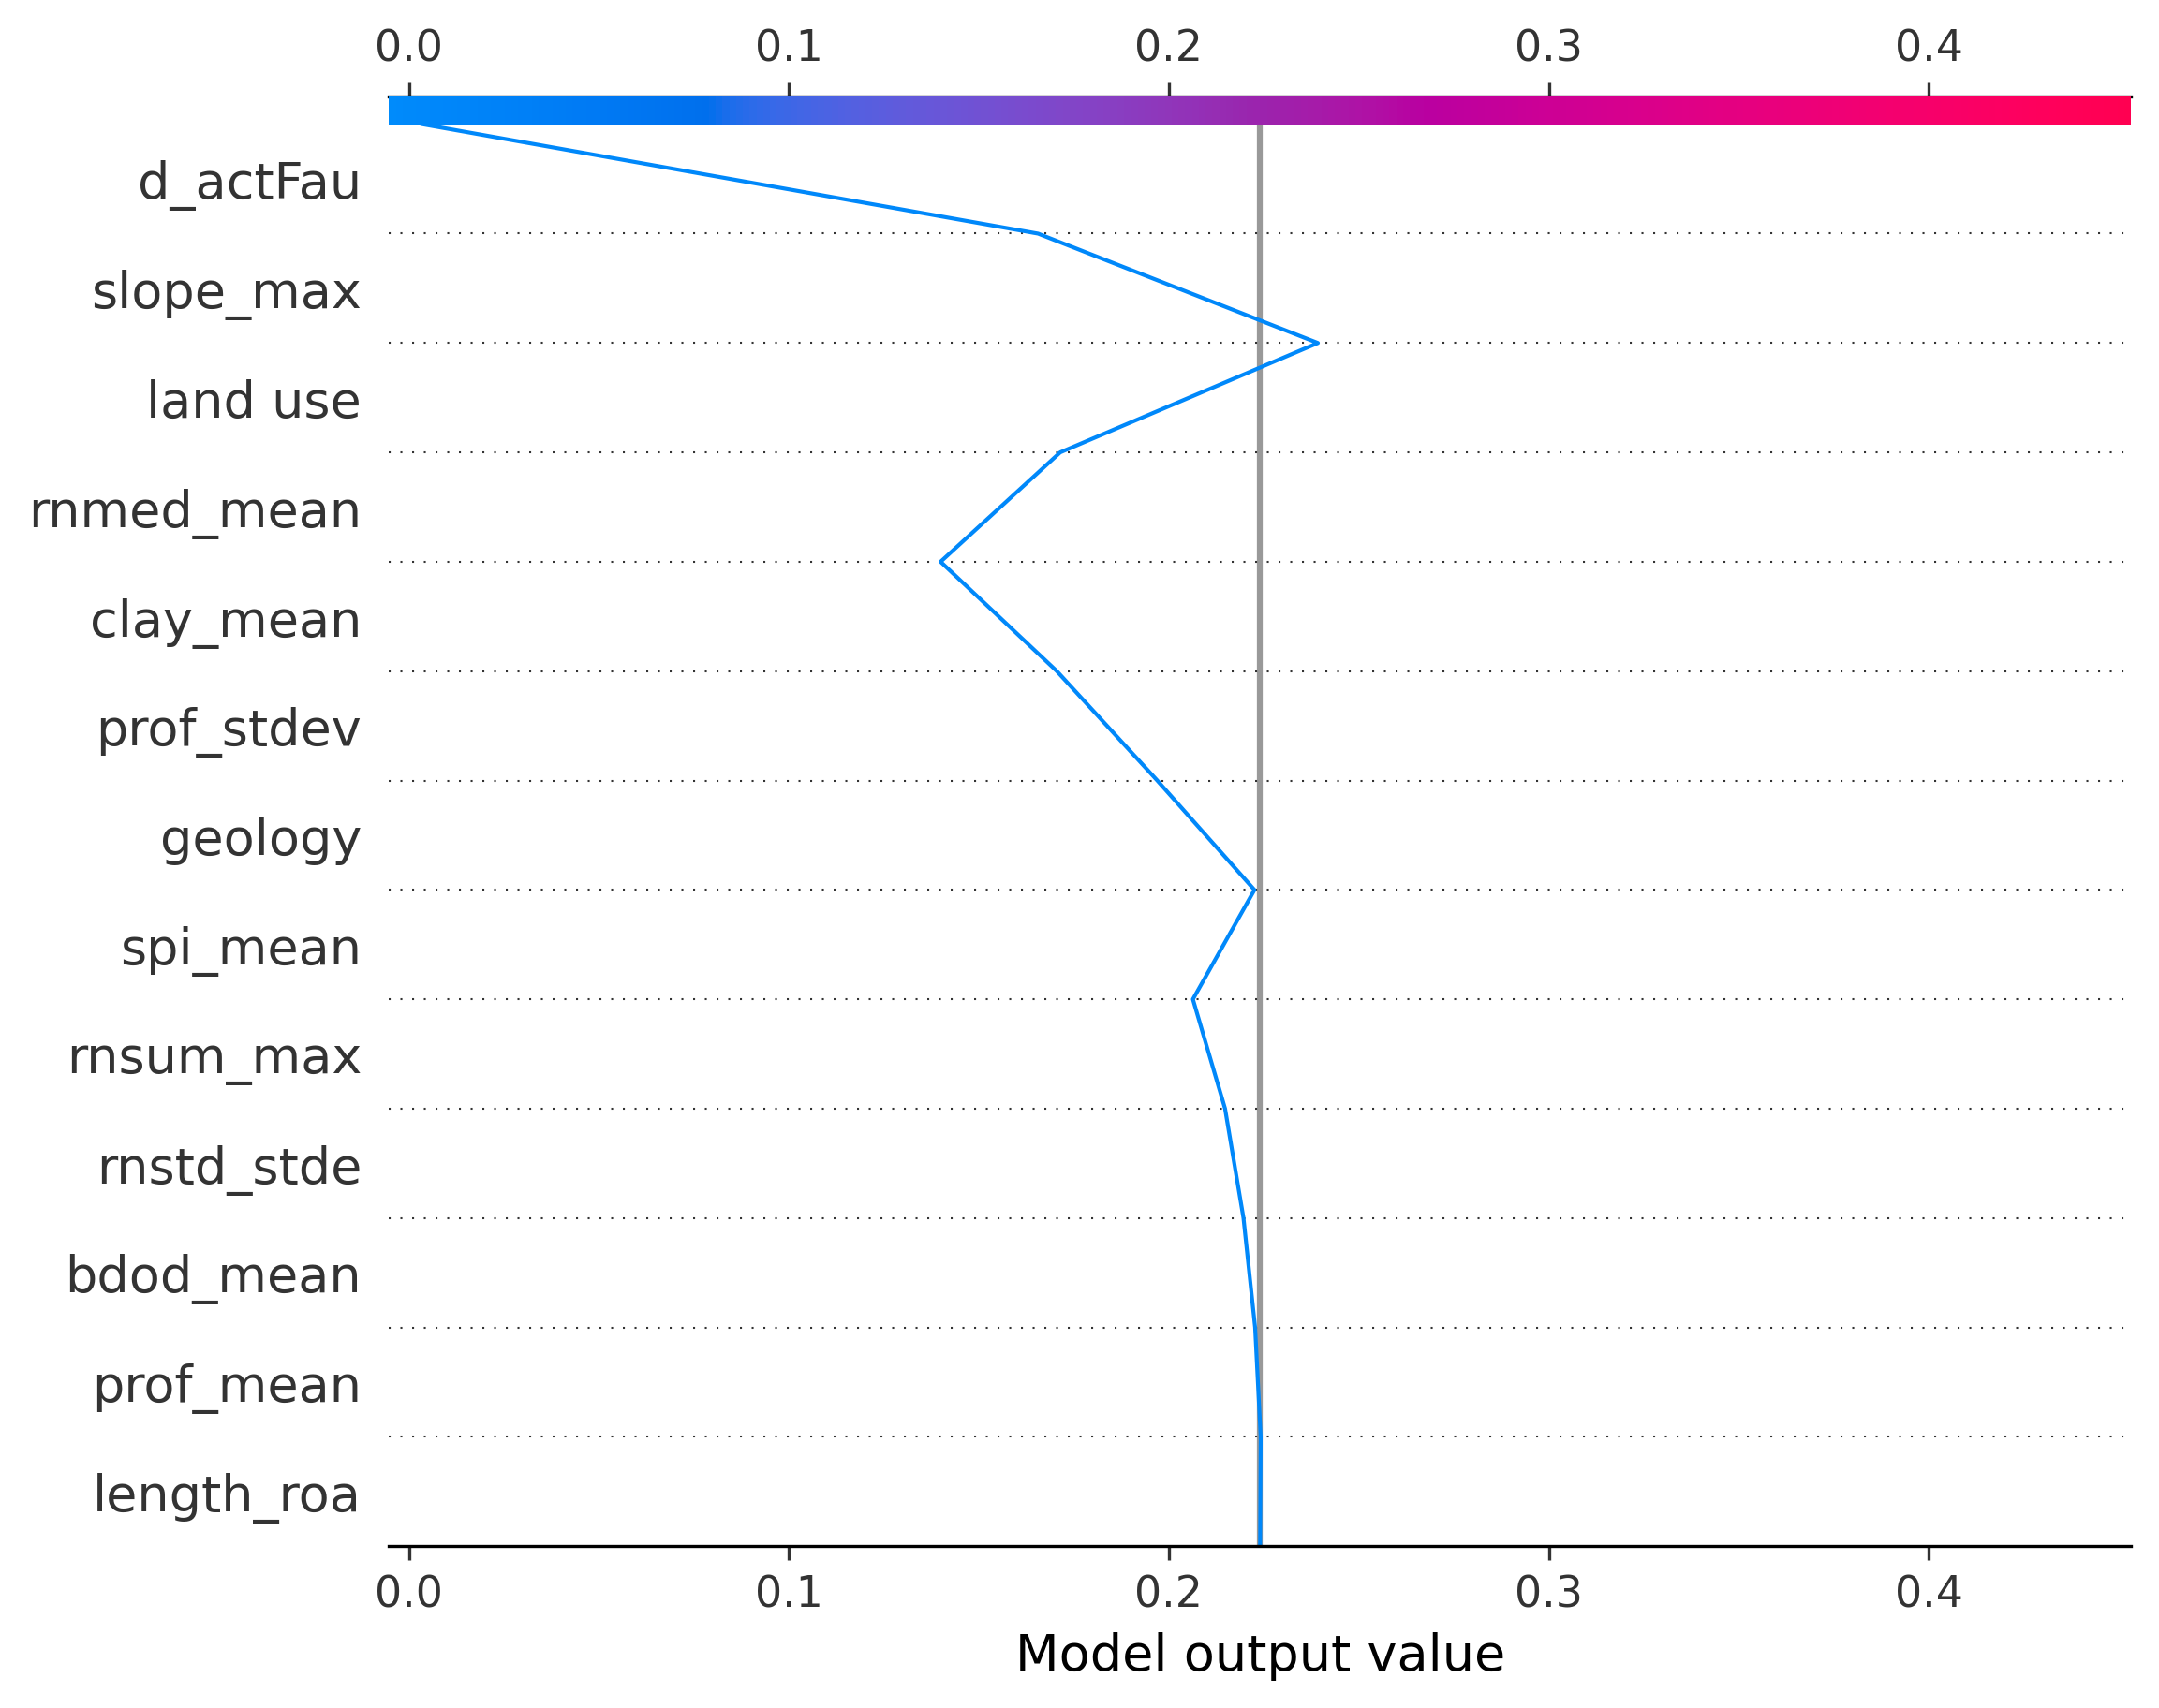 0.0 0.1 0.2 0.3 0.4
d_actFau
slope_max
land use
rnmed_mean
clay_mean
prof_stdev
geology
spi_mean
rnsum_max
rnstd_stde
bdod_mean
prof_mean
length_roa
0.0 0.1 0.2 0.3 0.4
Model output value